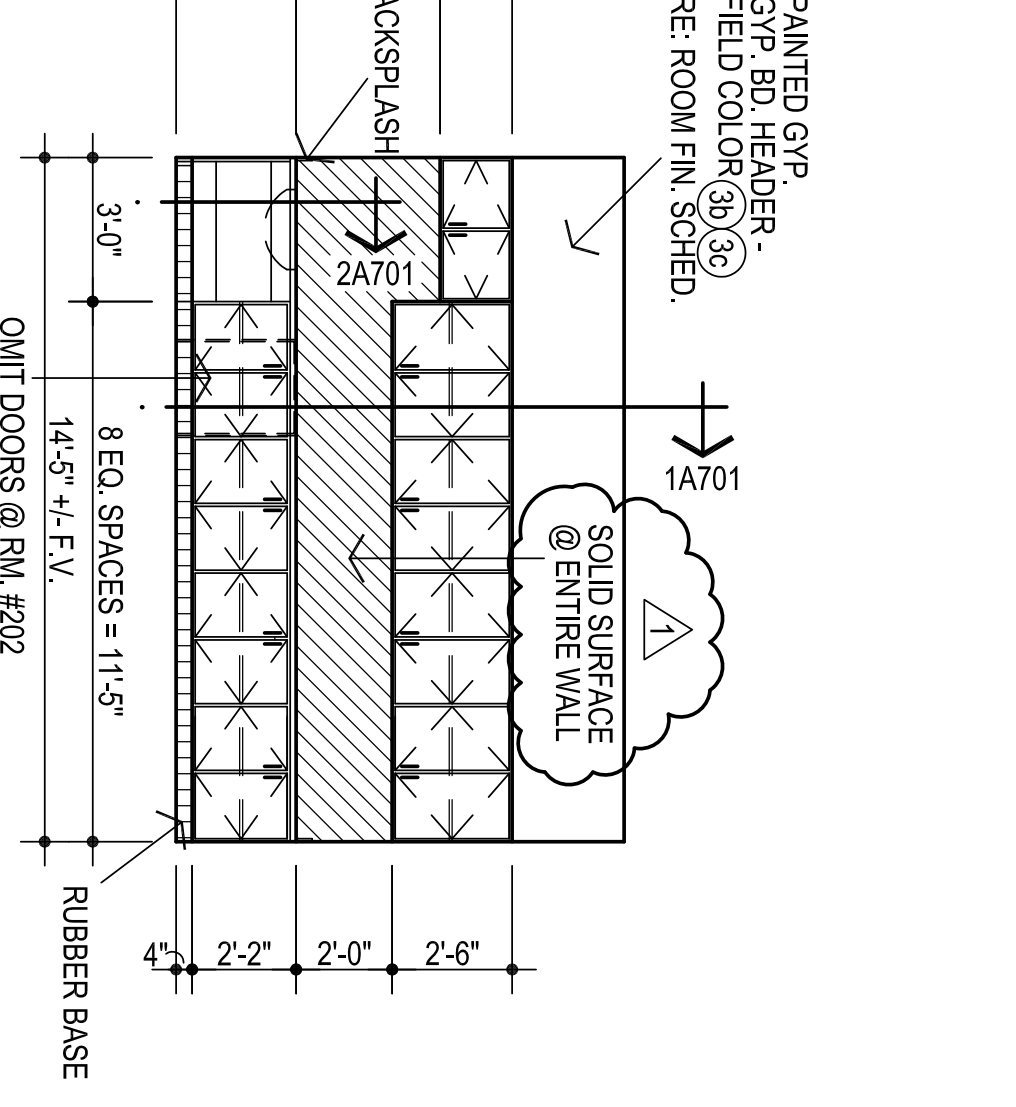 PAINTED GYP.
GYP. BD. HEADER -
FIELD COLOR 3b 3c
RE: ROOM FIN. SCHED.
ACKSPLASH
2A701
1A701
1
SOLID SURFACE
@ ENTIRE WALL
3'-0"
8 EQ. SPACES = 11'-5"
14'-5" +/- F.V.
OMIT DOORS @ RM. #202
4"
2'-2"
2'-0"
2'-6"
RUBBER BASE